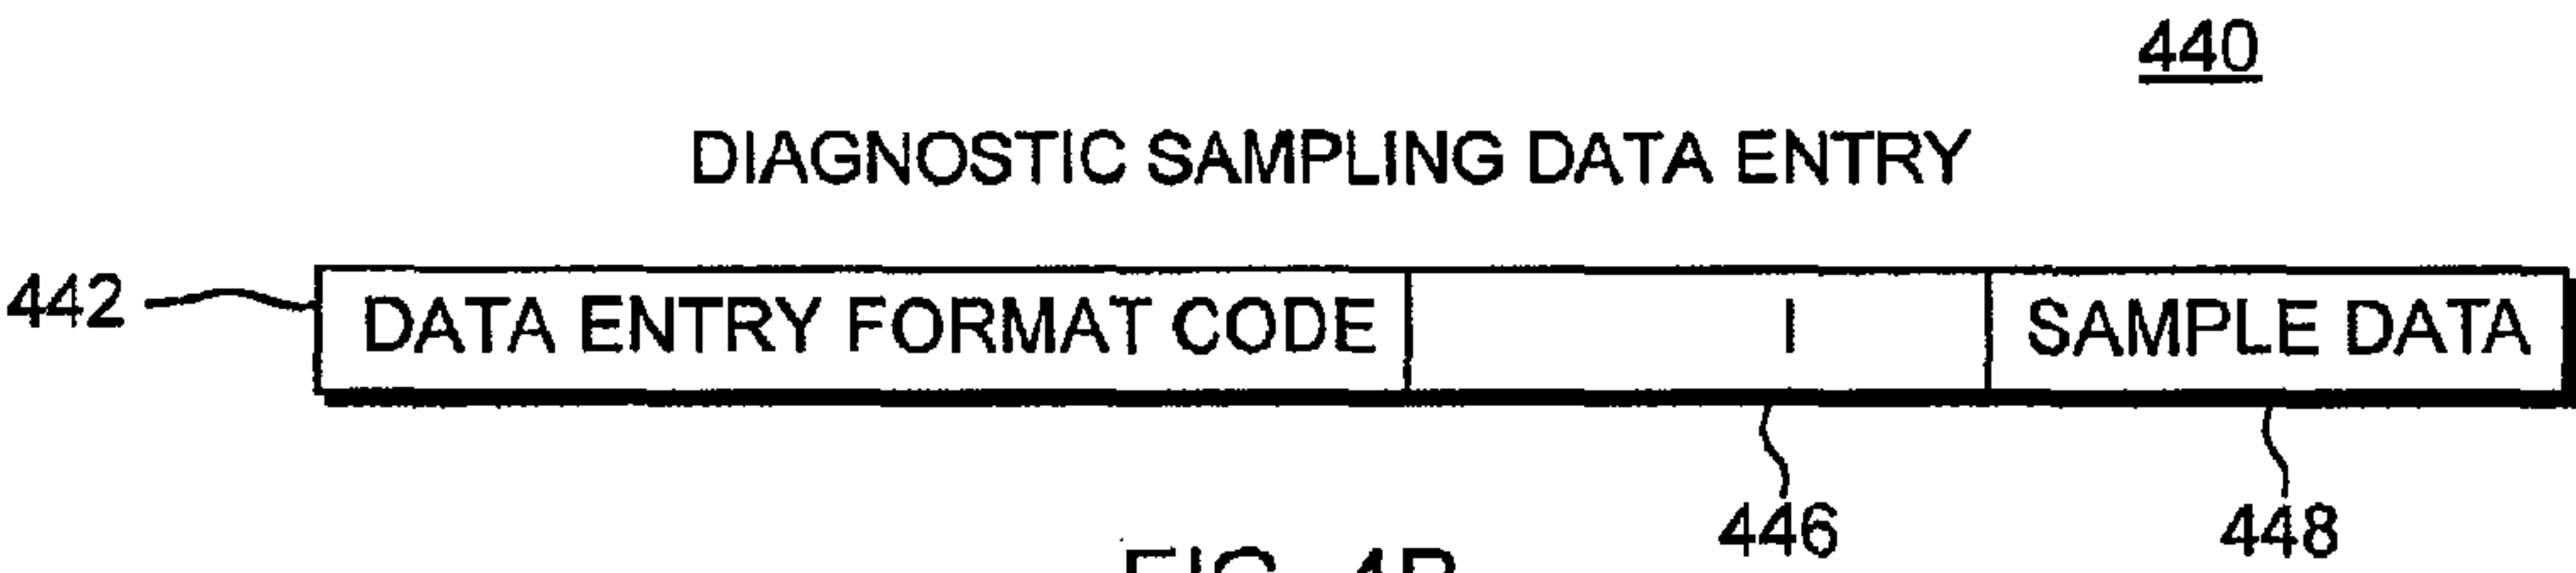 440
DIAGNOSTIC SAMPLING DATA ENTRY
442 DATA ENTRY FORMAT CODE I SAMPLE DATA
446 448